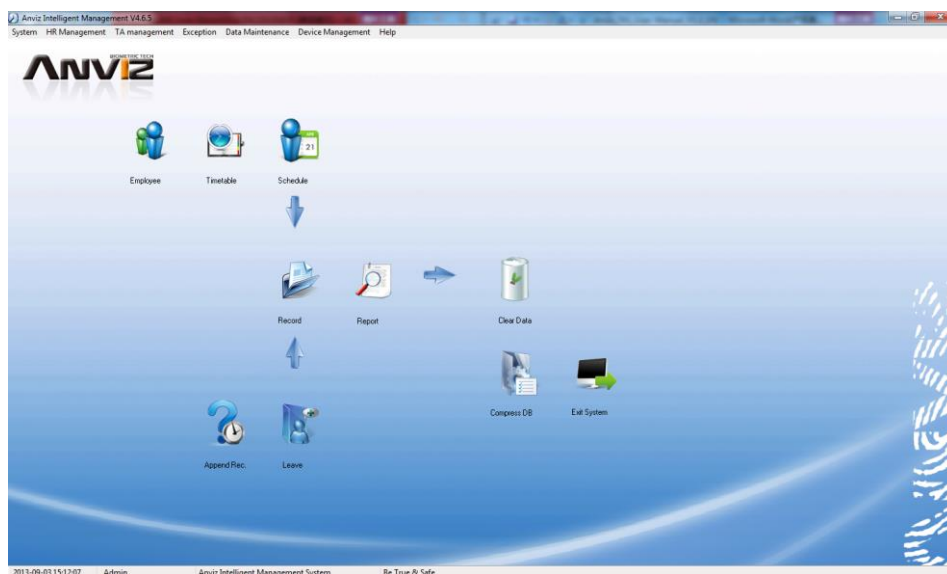 Anviz Intelligent Management V4.6.5
System HR Management TA management Exception Data Maintenance Device Management Help
BIOMETRIC TECH
ANVIZ
21
Employee Timetable Schedule
Record Report Clear Data
Compress DB Exit System
Append Rec. Leave
2013-09-03 15:12:07 Admin Anviz Intelligent Management System Be True & Safe